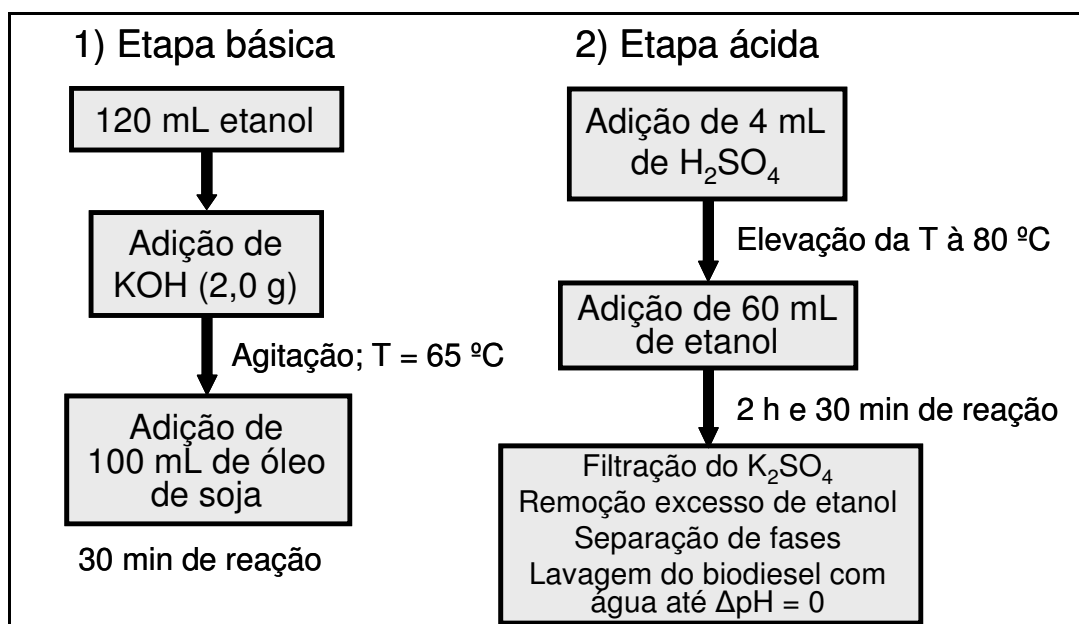 1) Etapa básica
120 mL etanol
Adição de
KOH (2,0 g)
Agitação; T = 65 ºC
Adição de
100 mL de óleo
de soja
30 min de reação
2) Etapa ácida
Adição de 4 mL
de H₂SO₄
Elevação da T à 80 ºC
Adição de 60 mL
de etanol
2 h e 30 min de reação
Filtração do K₂SO₄
Remoção excesso de etanol
Separação de fases
Lavagem do biodiesel com
água até ΔpH = 0